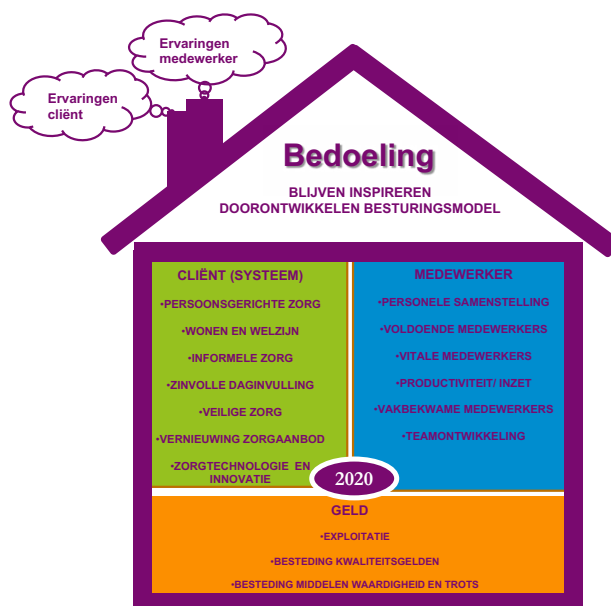 Ervaringen
medewerker
Ervaringen
cliënt
Bedoeling
BLIJVEN INSPIREREN
DOORONTWIKKELEN BESTURINGSMODEL
CLIËNT (SYSTEEM)
•PERSOONSGERICHTE ZORG
•WONEN EN WELZIJN
•INFORMELE ZORG
•ZINVOLLE DAGINVULLING
•VEILIGE ZORG
•VERNIEUWING ZORGAANBOD
•ZORGTECHNOLOGIE EN
INNOVATIE
MEDEWERKER
•PERSONELE SAMENSTELLING
•VOLDOENDE MEDEWERKERS
•VITALE MEDEWERKERS
•PRODUCTIVITEIT/ INZET
•VAKBEKWAME MEDEWERKERS
•TEAMONTWIKKELING
2020
GELD
•EXPLOITATIE
•BESTEDING KWALITEITSGELDEN
•BESTEDING MIDDELEN WAARDIGHEID EN TROTS